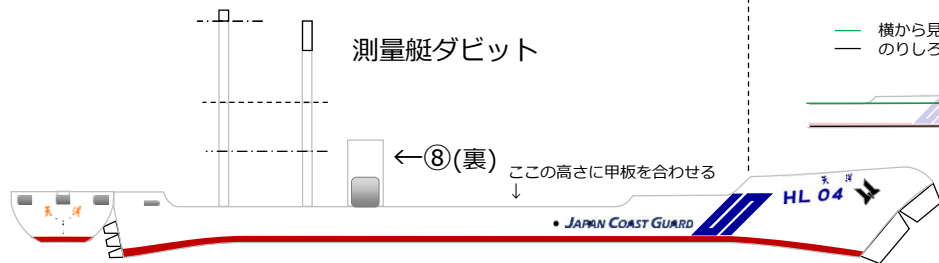 測量艇ダビット
横から見
のりしろ
←⑧(裏)
ここの高さに甲板を合わせる
↓
天洋
HL 04
• JAPAN COAST GUARD
天洋